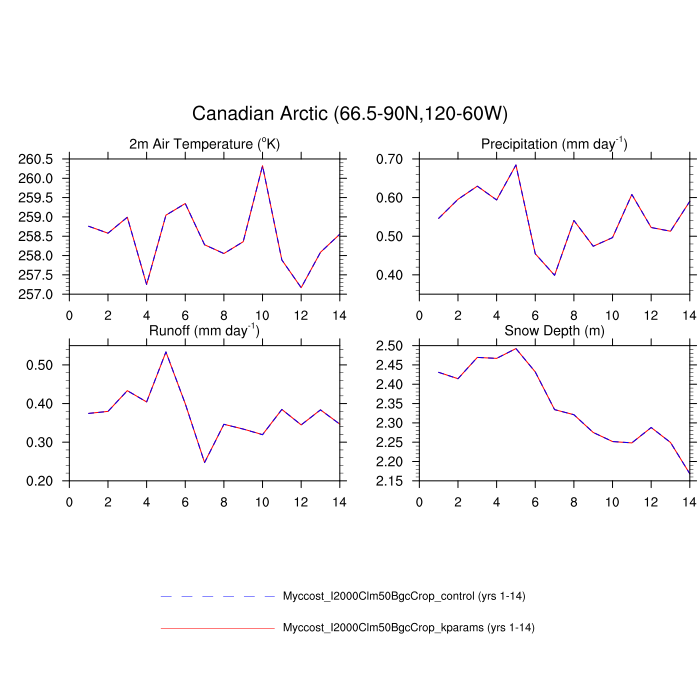 Canadian Arctic (66.5-90N,120-60W)
2m Air Temperature (°K)
Precipitation (mm day-1)
260.5
260.0
259.5
259.0
258.5
258.0
257.5
257.0
0 2 4 6 8 10 12 14
0.70
0.60
0.50
0.40
0 2 4 6 8 10 12 14
Runoff (mm day-1)
Snow Depth (m)
0.50
0.40
0.30
0.20
0 2 4 6 8 10 12 14
2.50
2.45
2.40
2.35
2.30
2.25
2.20
2.15
0 2 4 6 8 10 12 14
Myccost_I2000Clm50BgcCrop_control (yrs 1-14)
Myccost_I2000Clm50BgcCrop_kparams (yrs 1-14)